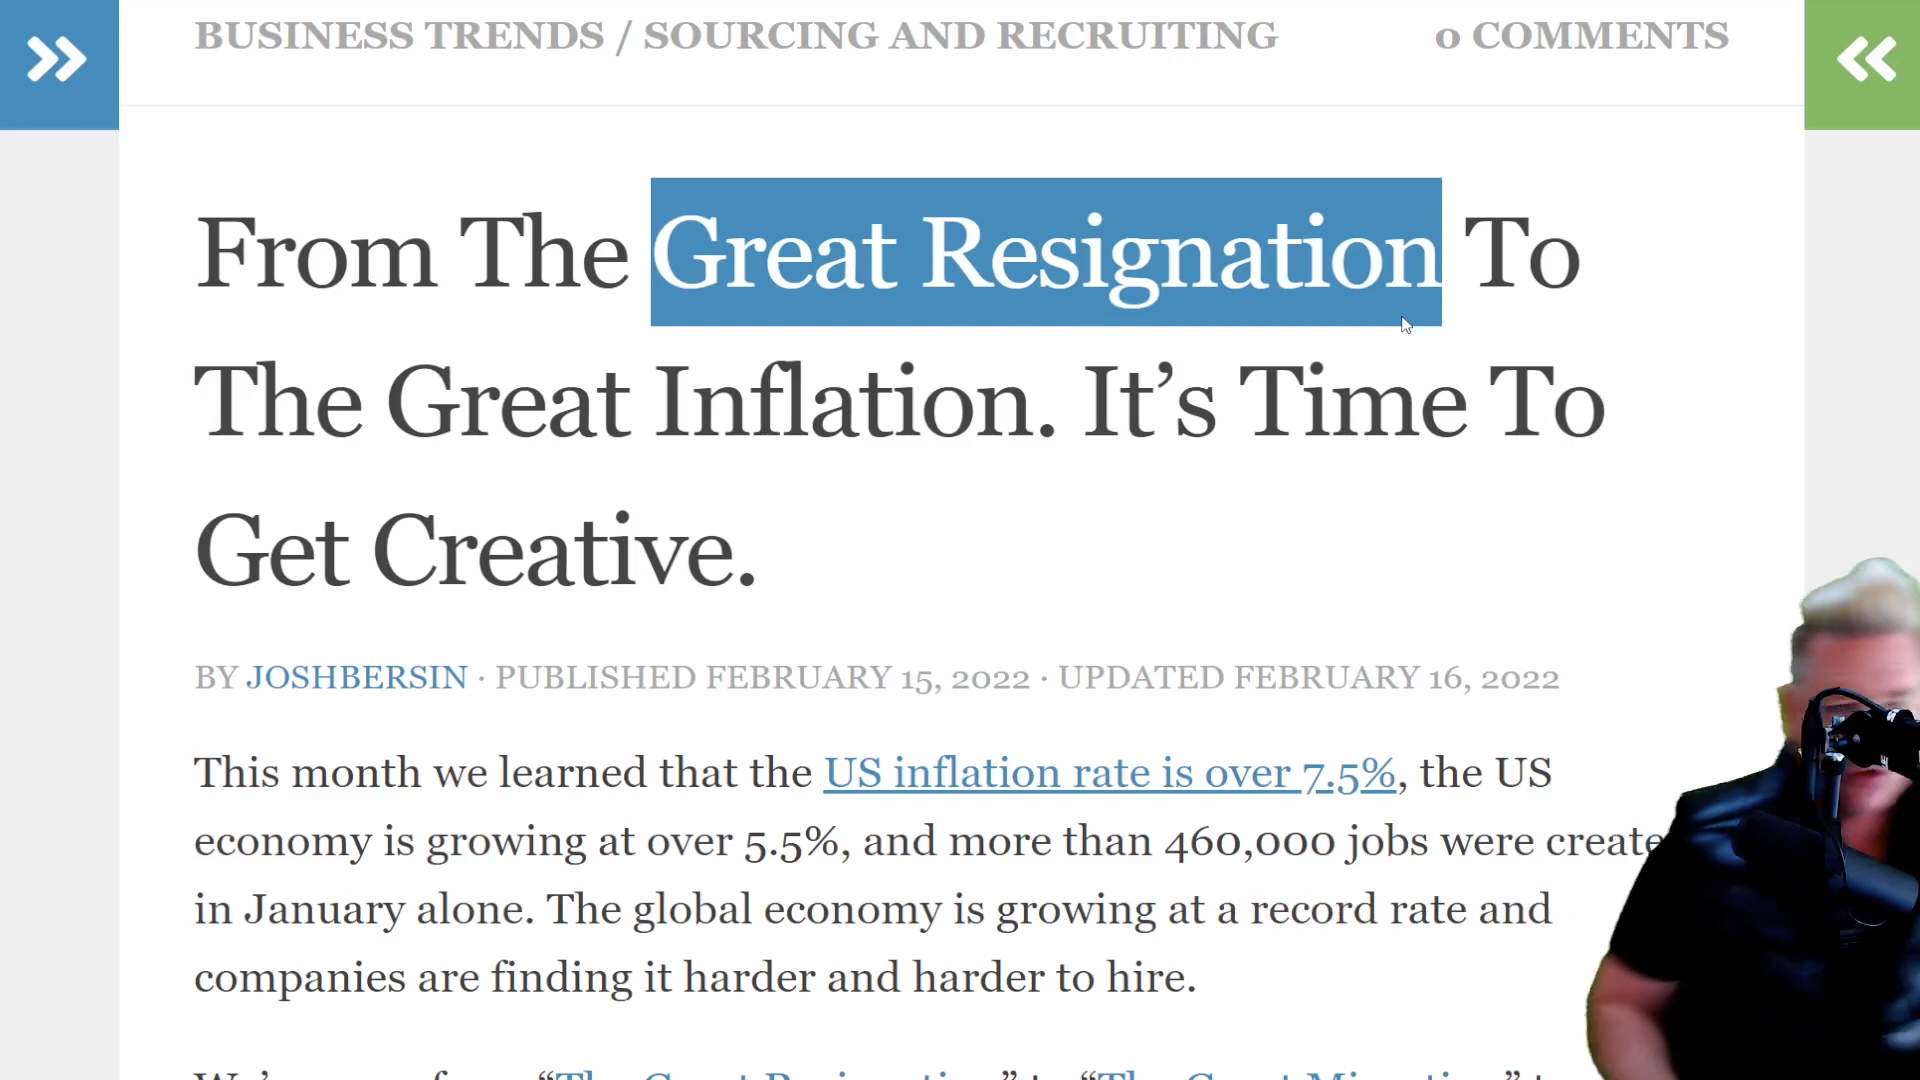 BUSINESS TRENDS / SOURCING AND RECRUITING 0 COMMENTS
From The Great Resignation To
The Great Inflation. It’s Time To
Get Creative.
BY JOSHBERSIN · PUBLISHED FEBRUARY 15, 2022 · UPDATED FEBRUARY 16, 2022
This month we learned that the US inflation rate is over 7.5%, the US
economy is growing at over 5.5%, and more than 460,000 jobs were create
in January alone. The global economy is growing at a record rate and
companies are finding it harder and harder to hire.